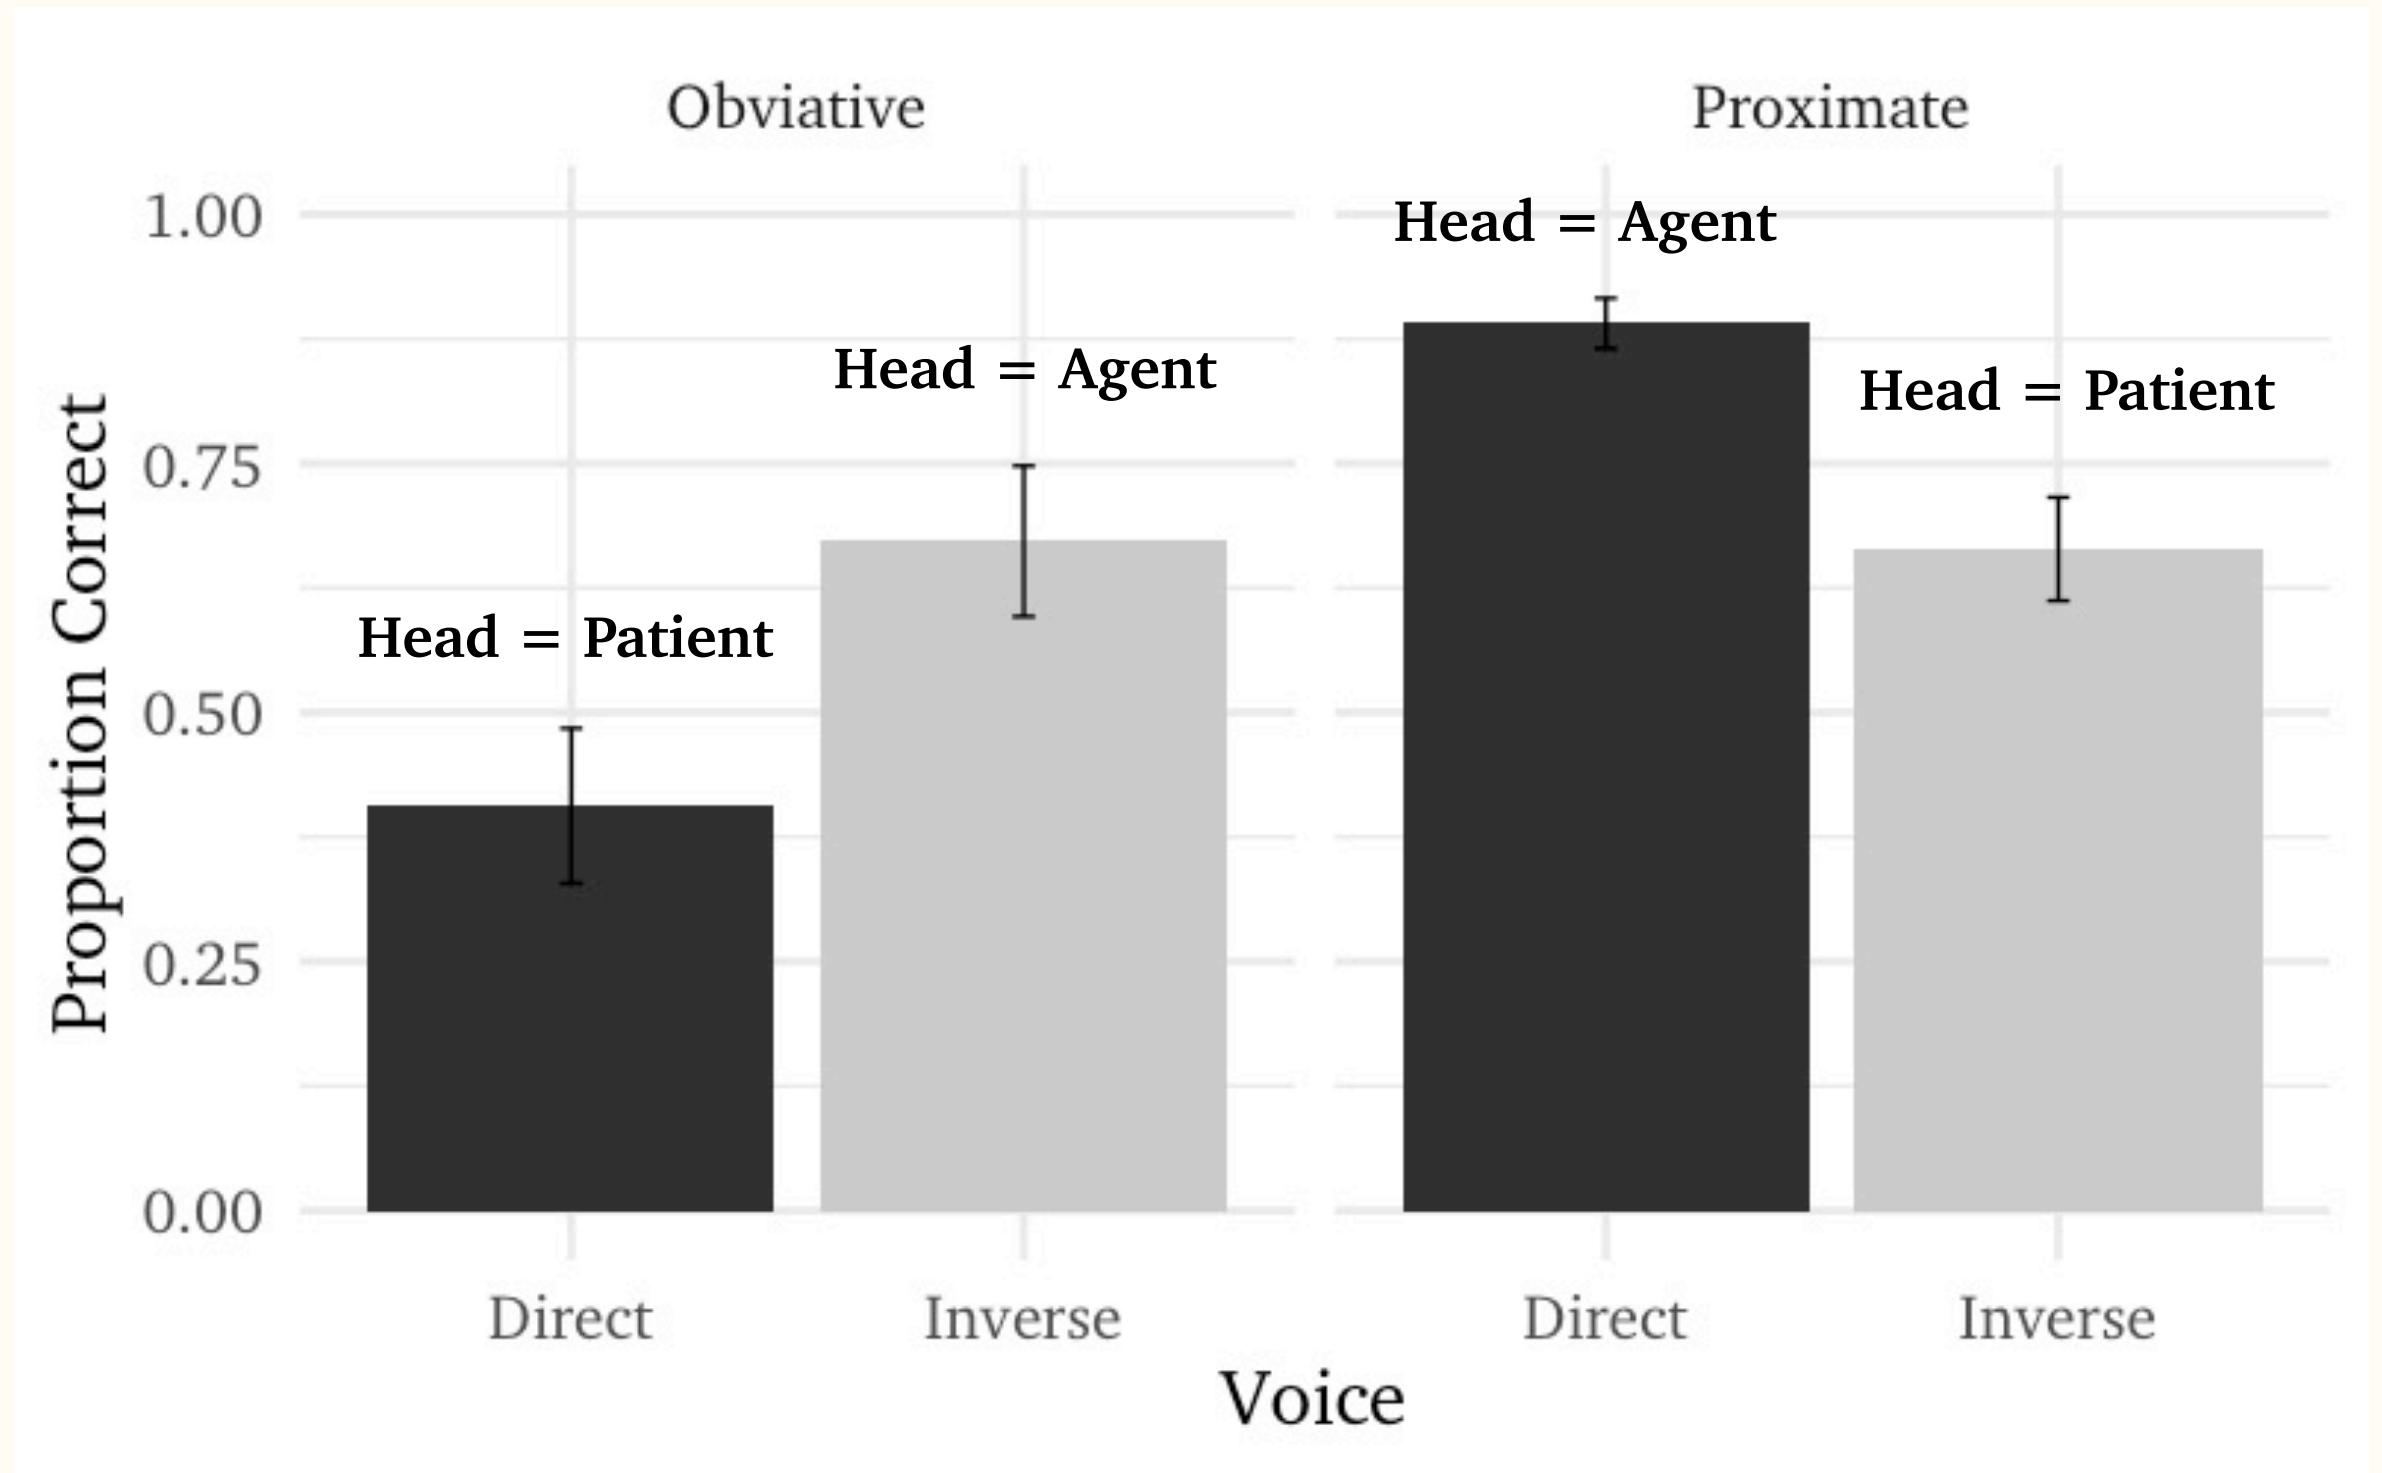 Obviative
Proximate
1.00
0.75
0.50
0.25
0.00
Proportion Correct
Head = Patient
Head = Agent
Head = Agent
Head = Patient
Direct
Inverse
Direct
Inverse
Voice